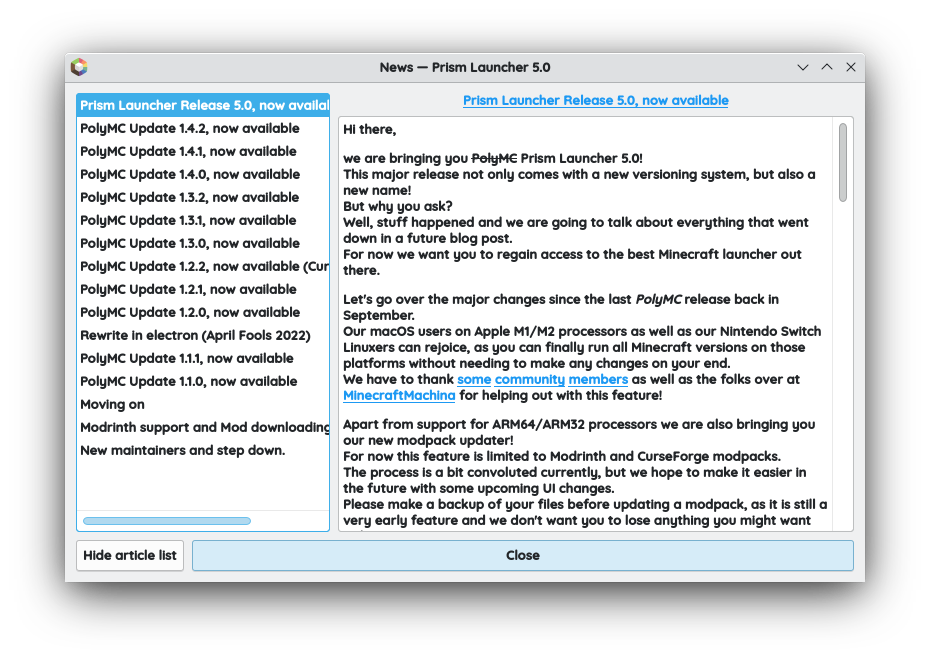 News — Prism Launcher 5.0
Prism Launcher Release 5.0, now availal
PolyMC Update 1.4.2, now available
PolyMC Update 1.4.1, now available
PolyMC Update 1.4.0, now available
PolyMC Update 1.3.2, now available
PolyMC Update 1.3.1, now available
PolyMC Update 1.3.0, now available
PolyMC Update 1.2.2, now available (Cur
PolyMC Update 1.2.1, now available
PolyMC Update 1.2.0, now available
Rewrite in electron (April Fools 2022)
PolyMC Update 1.1.1, now available
PolyMC Update 1.1.0, now available
Moving on
Modrinth support and Mod downloading
New maintainers and step down.
Prism Launcher Release 5.0, now available
Hi there,
we are bringing you PolyMC Prism Launcher 5.0!
This major release not only comes with a new versioning system, but also a
new name!
But why you ask?
Well, stuff happened and we are going to talk about everything that went
down in a future blog post.
For now we want you to regain access to the best Minecraft launcher out
there.
Let's go over the major changes since the last PolyMC release back in
September.
Our macOS users on Apple M1/M2 processors as well as our Nintendo Switch
Linuxers can rejoice, as you can finally run all Minecraft versions on those
platforms without needing to make any changes on your end.
We have to thank some community members as well as the folks over at
MinecraftMachina for helping out with this feature!
Apart from support for ARM64/ARM32 processors we are also bringing you
our new modpack updater!
For now this feature is limited to Modrinth and CurseForge modpacks.
The process is a bit convoluted currently, but we hope to make it easier in
the future with some upcoming UI changes.
Please make a backup of your files before updating a modpack, as it is still a
very early feature and we don't want you to lose anything you might want
Hide article list
Close